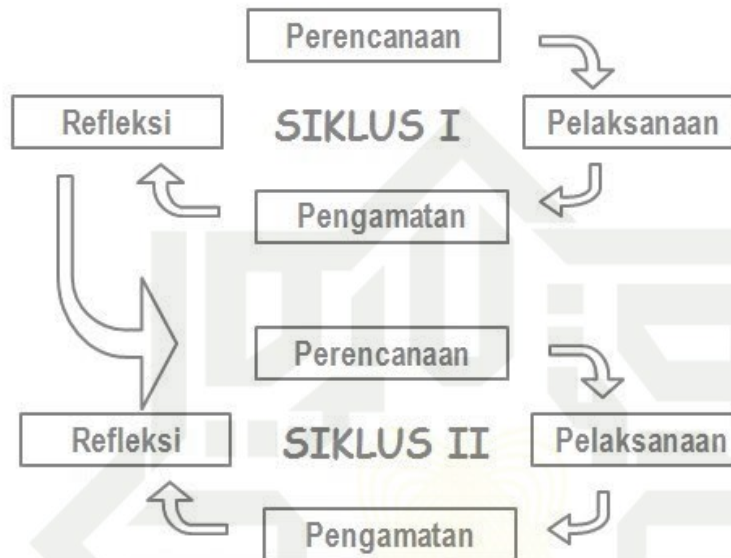 Perencanaan
Refleksi
SIKLUS I
Pelaksanaan
Pengamatan
Perencanaan
Refleksi
SIKLUS II
Pelaksanaan
Pengamatan